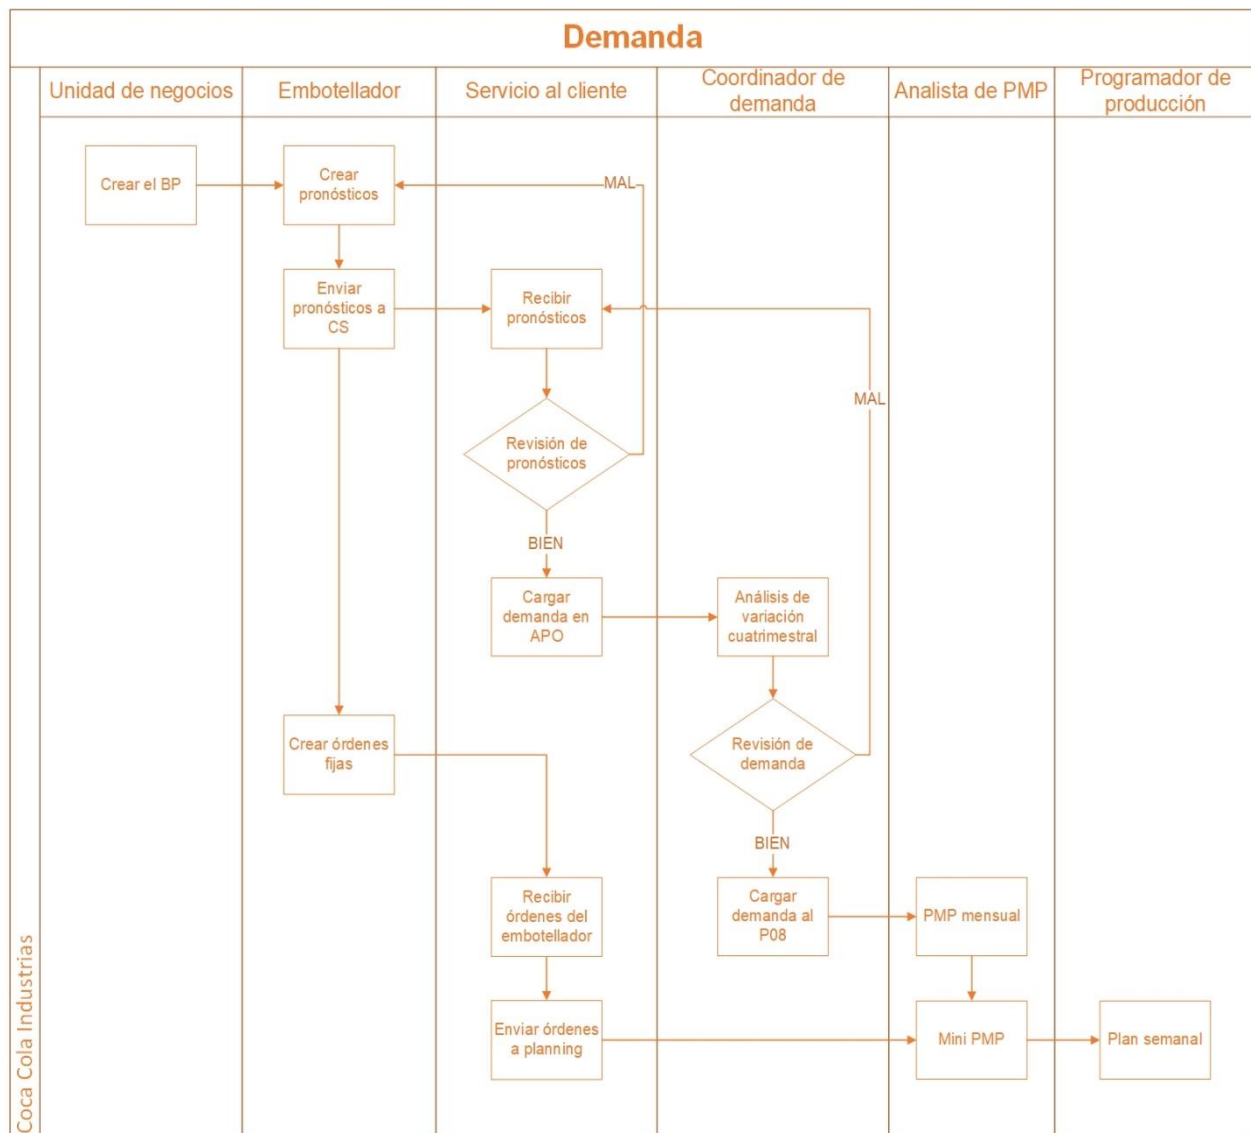 Demanda
Unidad de negocios
Embotellador
Servicio al cliente
Coordinador de
demanda
Analista de PMP
Programador de
producción
Crear el BP
Crear
pronósticos
MAL
Enviar
pronósticos a
CS
Recibir
pronósticos
MAL
Revisión de
pronósticos
BIEN
Cargar
demanda en
APO
Análisis de
variación
cuatrimestral
Crear órdenes
fijas
Revisión de
demanda
BIEN
Recibir
órdenes del
embotellador
Cargar
demanda al
P08
PMP mensual
Enviar órdenes
a planning
Mini PMP
Plan semanal
Coca Cola Industrias